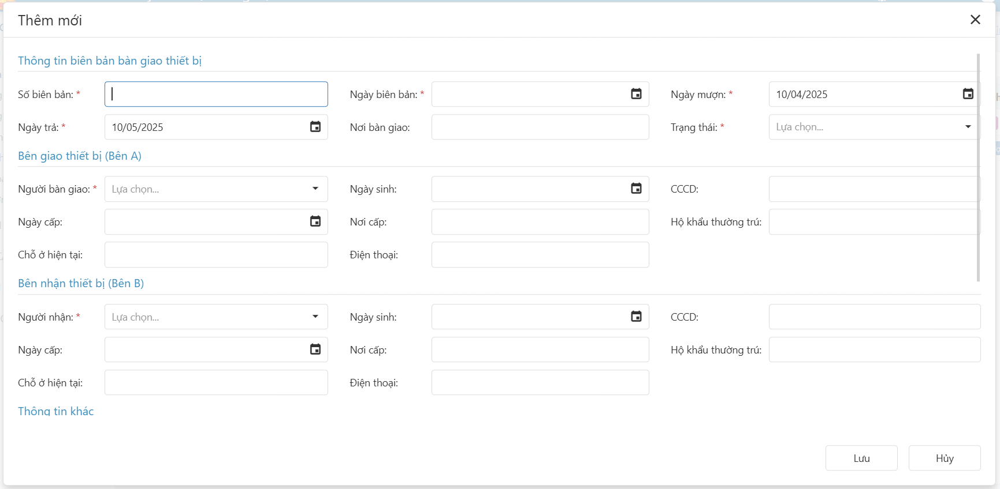 Thêm mới
Thông tin biên bản bàn giao thiết bị
Số biên bản: * Ngày biên bản: * Ngày mượn: * 10/04/2025
Ngày trả: * 10/05/2025 Nơi bàn giao: Trạng thái: * Lựa chọn...
Bên giao thiết bị (Bên A)
Người bàn giao: * Lựa chọn... Ngày sinh: CCCD:
Ngày cấp: Nơi cấp: Hộ khẩu thường trú:
Chỗ ở hiện tại: Điện thoại:
Bên nhận thiết bị (Bên B)
Người nhận: * Lựa chọn... Ngày sinh: CCCD:
Ngày cấp: Nơi cấp: Hộ khẩu thường trú:
Chỗ ở hiện tại: Điện thoại:
Thông tin khác
Lưu Hủy